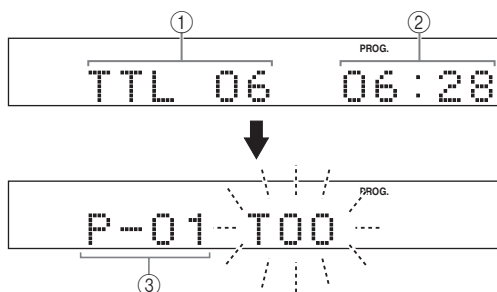 ① ②
PROG.
TTL 06 06:28
PROG.
P-01 T00
③